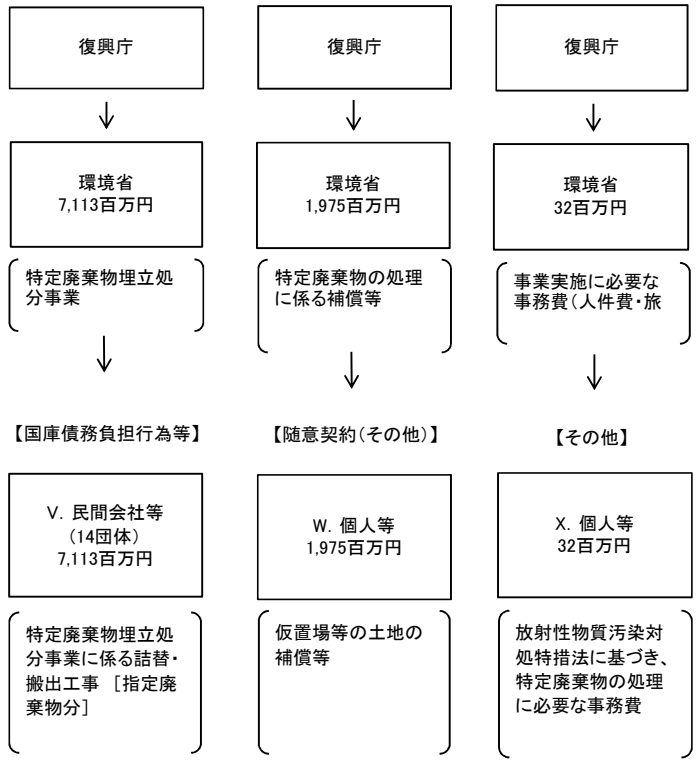 復興庁
環境省
7,113百万円
特定廃棄物埋立処
分事業
【国庫債務負担行為等】
V. 民間会社等
(14団体)
7,113百万円
特定廃棄物埋立処
分事業に係る詰替・
搬出工事 [指定廃
棄物分]
復興庁
環境省
1,975百万円
特定廃棄物の処理
に係る補償等
【随意契約(その他)】
W. 個人等
1,975百万円
仮置場等の土地の
補償等
復興庁
環境省
32百万円
事業実施に必要な
事務費(人件費・旅
【その他】
X. 個人等
32百万円
放射性物質汚染対
処特措法に基づき、
特定廃棄物の処理
に必要な事務費